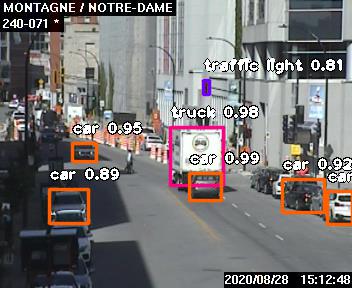 MONTAGNE / NOTRE-DAME
240-071 *
traffic light 0.81
truck 0.98
car 0.95
car 0.99
car 0.92
car
car 0.89
2020/08/28 15:12:48